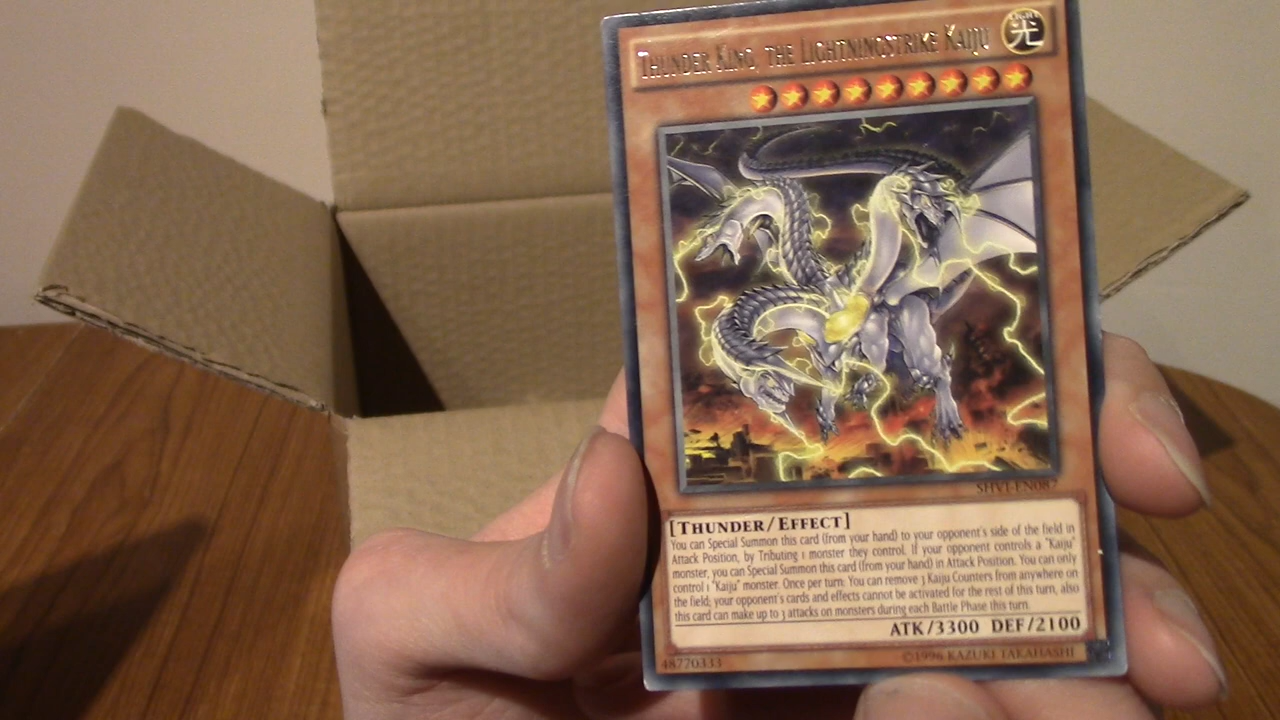 THUNDER KING, THE LIGHTNINGSTRIKE KAIJU
LIGHT
光
SHVI-EN087
[THUNDER/EFFECT]
You can Special Summon this card (from your hand) to your opponent's side of the field in
Attack Position, by Tributing 1 monster they control. If your opponent controls a "Kaiju"
monster, you can Special Summon this card (from your hand) in Attack Position. You can only
control 1 "Kaiju" monster. Once per turn: You can remove 3 Kaiju Counters from anywhere on
the field; your opponent's cards and effects cannot be activated for the rest of this turn, also
this card can make up to 3 attacks on monsters during each Battle Phase this turn.
ATK/3300 DEF/2100
48770333
©1996 KAZUKI TAKAHASHI